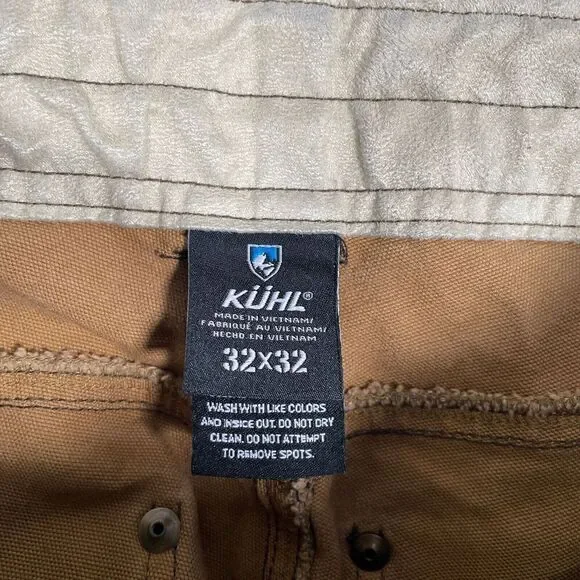 KÜHL®
MADE IN VIETNAM/
FABRIQUÉ AU VIETNAM/
HECHO EN VIETNAM
32X32
WASH WITH LIKE COLORS
AND INSIDE OUT. DO NOT DRY
CLEAN. DO NOT ATTEMPT
TO REMOVE SPOTS.